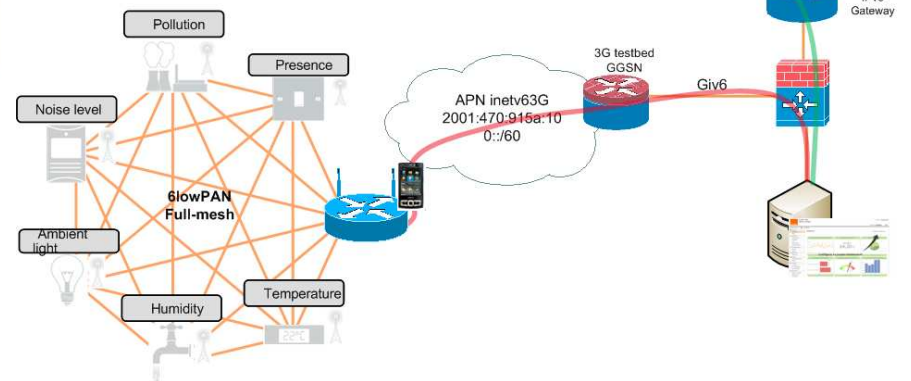 Pollution
Presence
Noise level
6lowPAN
Full-mesh
Ambient
light
Humidity
Temperature
22°C
APN inetv63G
2001:470:915a:10
0::/60
3G testbed
GGSN
Giv6
Gateway